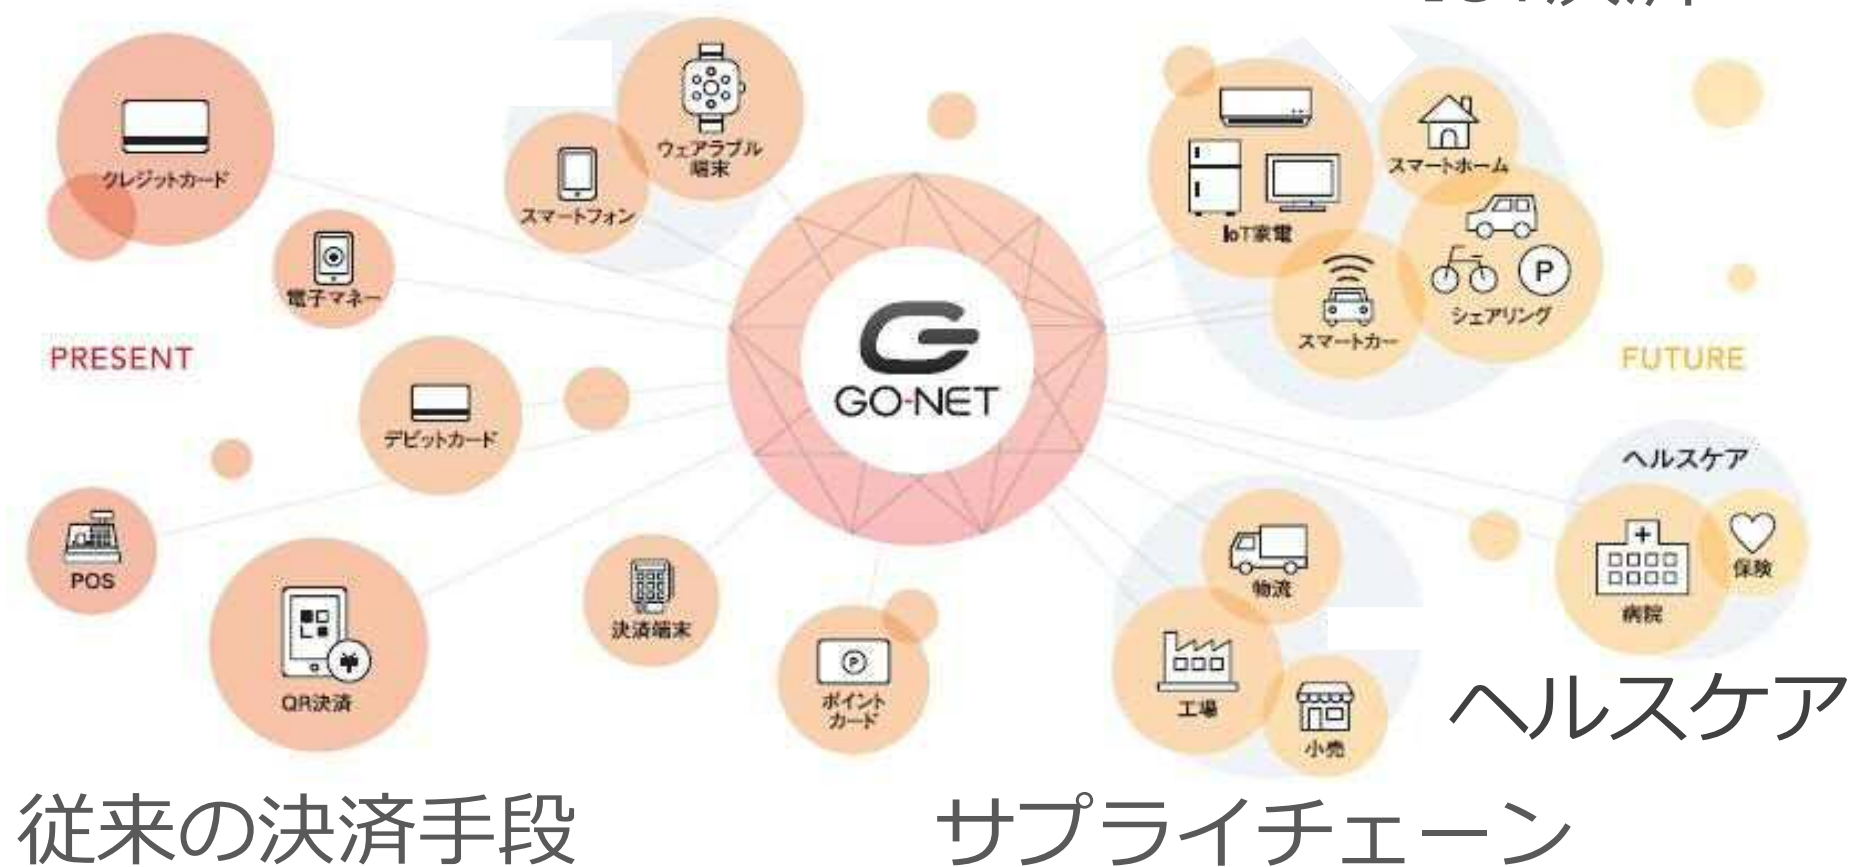 クレジットカード
ウェアラブル
端末
スマートフォン
電子マネー
PRESENT
デビットカード
POS
QR決済
決済端末
ポイント
カード
GO-NET
スマートホーム
IoT家電
シェアリング
スマートカー
FUTURE
ヘルスケア
保険
病院
物流
工場
小売
P
P
P
ヘルスケア
従来の決済手段
サプライチェーン